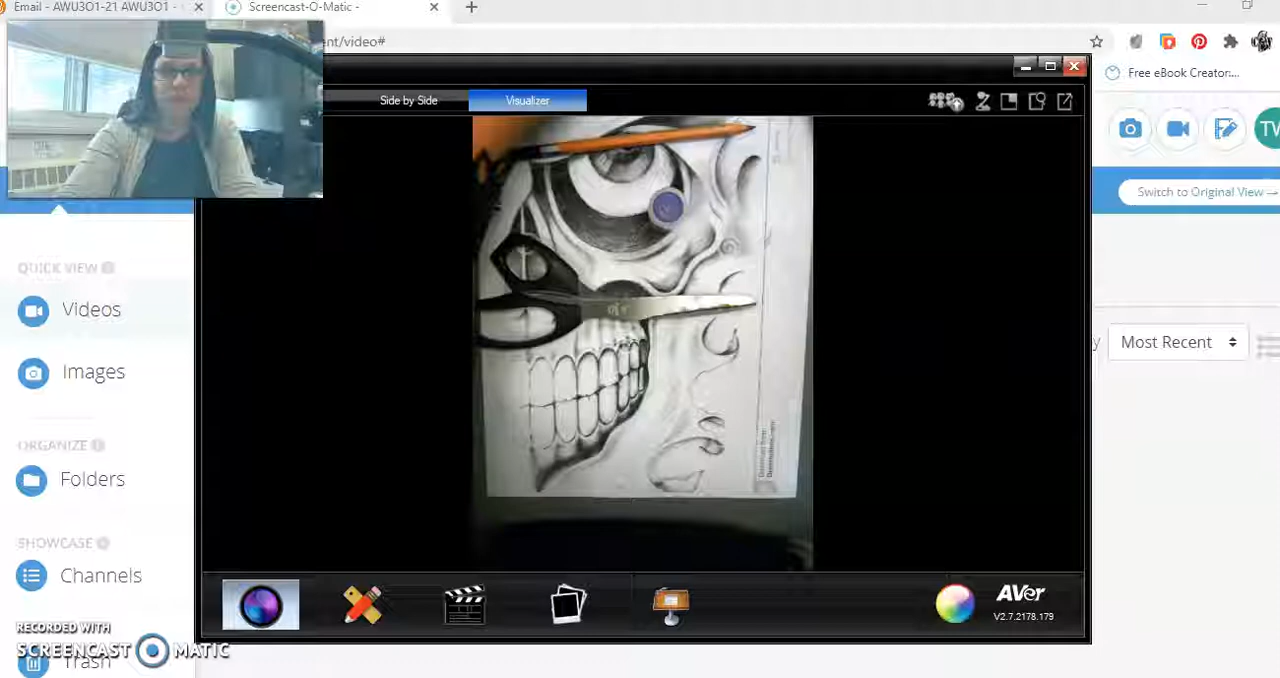 Email - AWU3O1-21 AWU3O1 -
Screencast-O-Matic -
ent/video#
Free eBook Creator:...
Side by Side
Visualizer
TV
Switch to Original View →
QUICK VIEW
Videos
Images
y
Most Recent
ORGANIZE
Folders
SHOWCASE
Channels
Trash
AVer
V2.7.2178.179
RECORDED WITH
SCREENCAST O MATIC